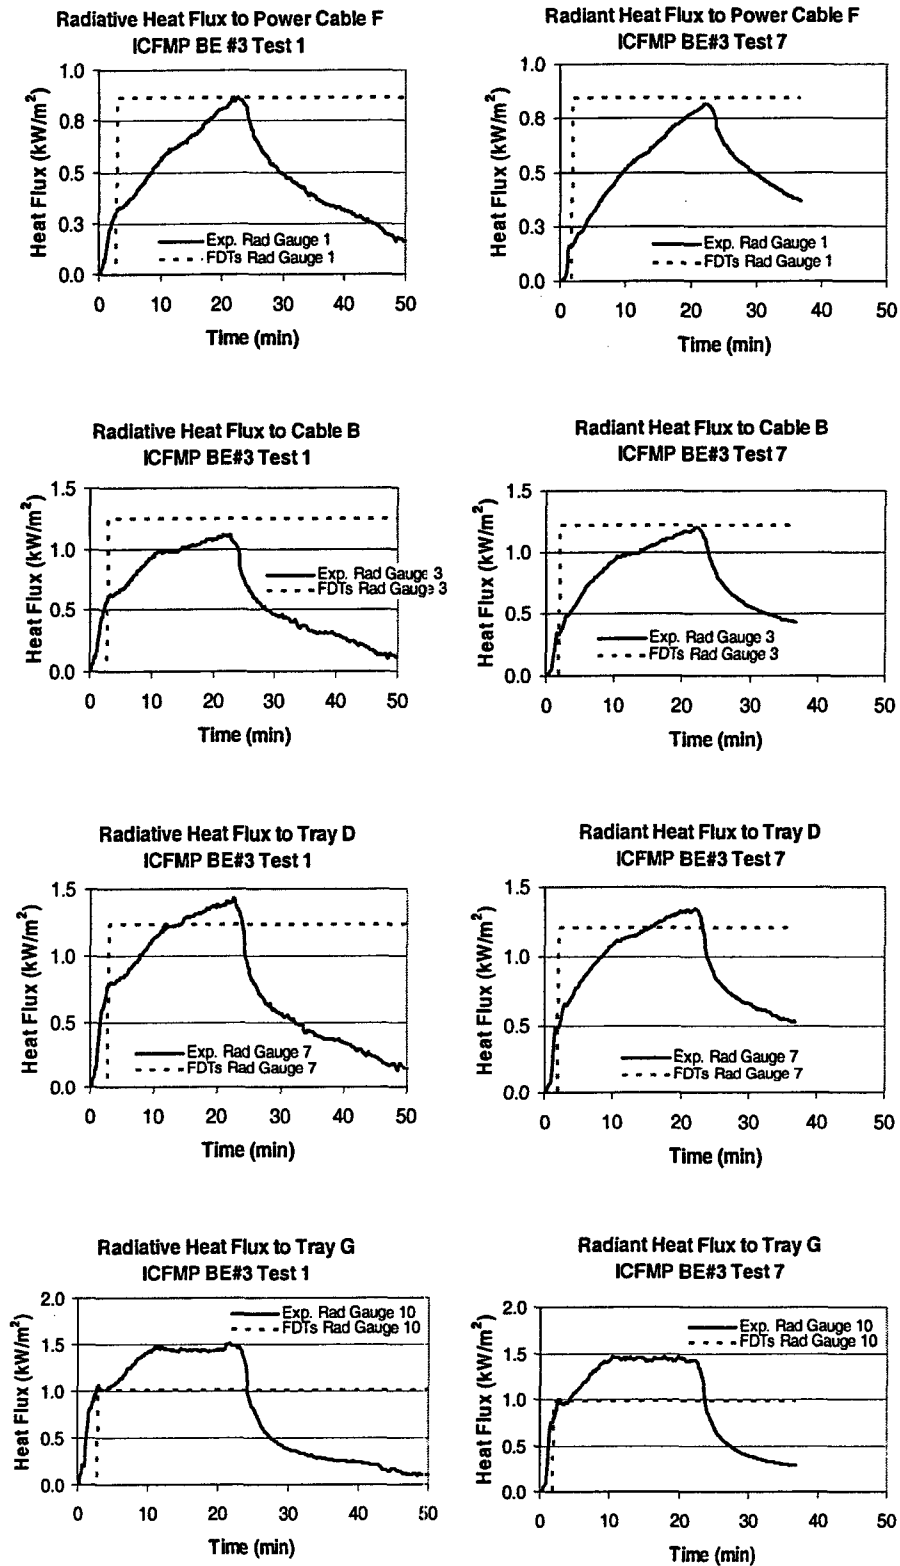 Radiative Heat Flux to Power Cable F
ICFMP BE #3 Test 1
Heat Flux (kW/m²)
1.0
0.8
0.5
0.3
0.0
Exp. Rad Gauge 1
FDTs Rad Gauge 1
0 10 20 30 40 50
Time (min)
Radiant Heat Flux to Power Cable F
ICFMP BE#3 Test 7
Heat Flux (kW/m²)
1.0
0.8
0.5
0.3
0.0
Exp. Rad Gauge 1
FDTs Rad Gauge 1
0 10 20 30 40 50
Time (min)
Radiative Heat Flux to Cable B
ICFMP BE#3 Test 1
Heat Flux (kW/m²)
1.5
1.0
0.5
0.0
Exp. Rad Gauge 3
FDTs Rad Gauge 3
0 10 20 30 40 50
Time (min)
Radiant Heat Flux to Cable B
ICFMP BE#3 Test 7
Heat Flux (kW/m²)
1.5
1.0
0.5
0.0
Exp. Rad Gauge 3
FDTs Rad Gauge 3
0 10 20 30 40 50
Time (min)
Radiative Heat Flux to Tray D
ICFMP BE#3 Test 1
Heat Flux (kW/m²)
1.5
1.0
0.5
0.0
Exp. Rad Gauge 7
FDTs Rad Gauge 7
0 10 20 30 40 50
Time (min)
Radiant Heat Flux to Tray D
ICFMP BE#3 Test 7
Heat Flux (kW/m²)
1.5
1.0
0.5
0.0
Exp. Rad Gauge 7
FDTs Rad Gauge 7
0 10 20 30 40 50
Time (min)
Radiative Heat Flux to Tray G
ICFMP BE#3 Test 1
Heat Flux (kW/m²)
2.0
1.5
1.0
0.5
0.0
Exp. Rad Gauge 10
FDTs Rad Gauge 10
0 10 20 30 40 50
Time (min)
Radiant Heat Flux to Tray G
ICFMP BE#3 Test 7
Heat Flux (kW/m²)
2.0
1.5
1.0
0.5
0.0
Exp. Rad Gauge 10
FDTs Rad Gauge 10
0 10 20 30 40 50
Time (min)